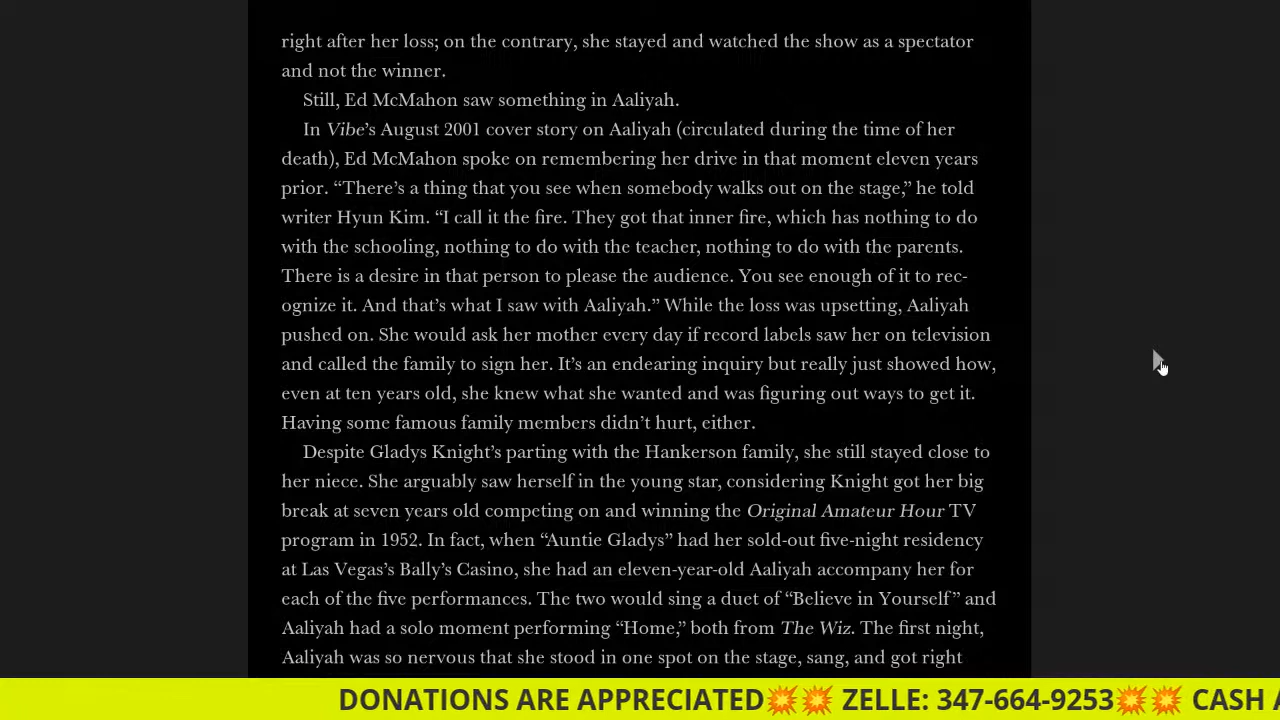 right after her loss; on the contrary, she stayed and watched the show as a spectator
and not the winner.
Still, Ed McMahon saw something in Aaliyah.
In Vibe’s August 2001 cover story on Aaliyah (circulated during the time of her
death), Ed McMahon spoke on remembering her drive in that moment eleven years
prior. “There’s a thing that you see when somebody walks out on the stage,” he told
writer Hyun Kim. “I call it the fire. They got that inner fire, which has nothing to do
with the schooling, nothing to do with the teacher, nothing to do with the parents.
There is a desire in that person to please the audience. You see enough of it to rec-
ognize it. And that’s what I saw with Aaliyah.” While the loss was upsetting, Aaliyah
pushed on. She would ask her mother every day if record labels saw her on television
and called the family to sign her. It’s an endearing inquiry but really just showed how,
even at ten years old, she knew what she wanted and was figuring out ways to get it.
Having some famous family members didn’t hurt, either.
Despite Gladys Knight’s parting with the Hankerson family, she still stayed close to
her niece. She arguably saw herself in the young star, considering Knight got her big
break at seven years old competing on and winning the Original Amateur Hour TV
program in 1952. In fact, when “Auntie Gladys” had her sold-out five-night residency
at Las Vegas’s Bally’s Casino, she had an eleven-year-old Aaliyah accompany her for
each of the five performances. The two would sing a duet of “Believe in Yourself” and
Aaliyah had a solo moment performing “Home,” both from The Wiz. The first night,
Aaliyah was so nervous that she stood in one spot on the stage, sang, and got right
DONATIONS ARE APPRECIATED💥💥 ZELLE: 347-664-9253💥💥 CASH A